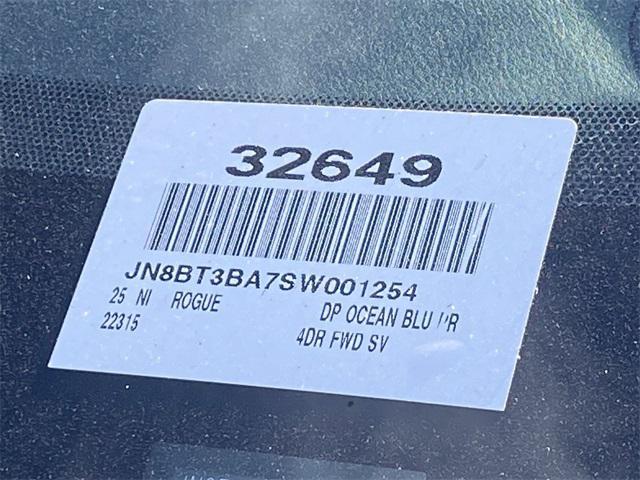 32649
JN8BT3BA7SW001254
25 NI ROGUE DP OCEAN BLU
22315 4DR FWD SV